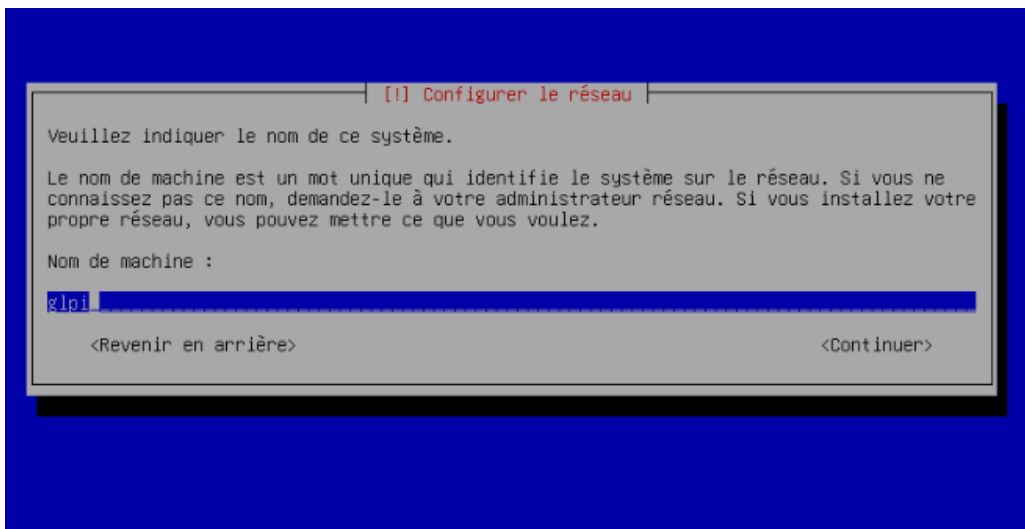 [!] Configurer le réseau
Veuillez indiquer le nom de ce système.
Le nom de machine est un mot unique qui identifie le système sur le réseau. Si vous ne
connaissez pas ce nom, demandez-le à votre administrateur réseau. Si vous installez votre
propre réseau, vous pouvez mettre ce que vous voulez.
Nom de machine :
glpi
<Revenir en arrière> <Continuer>